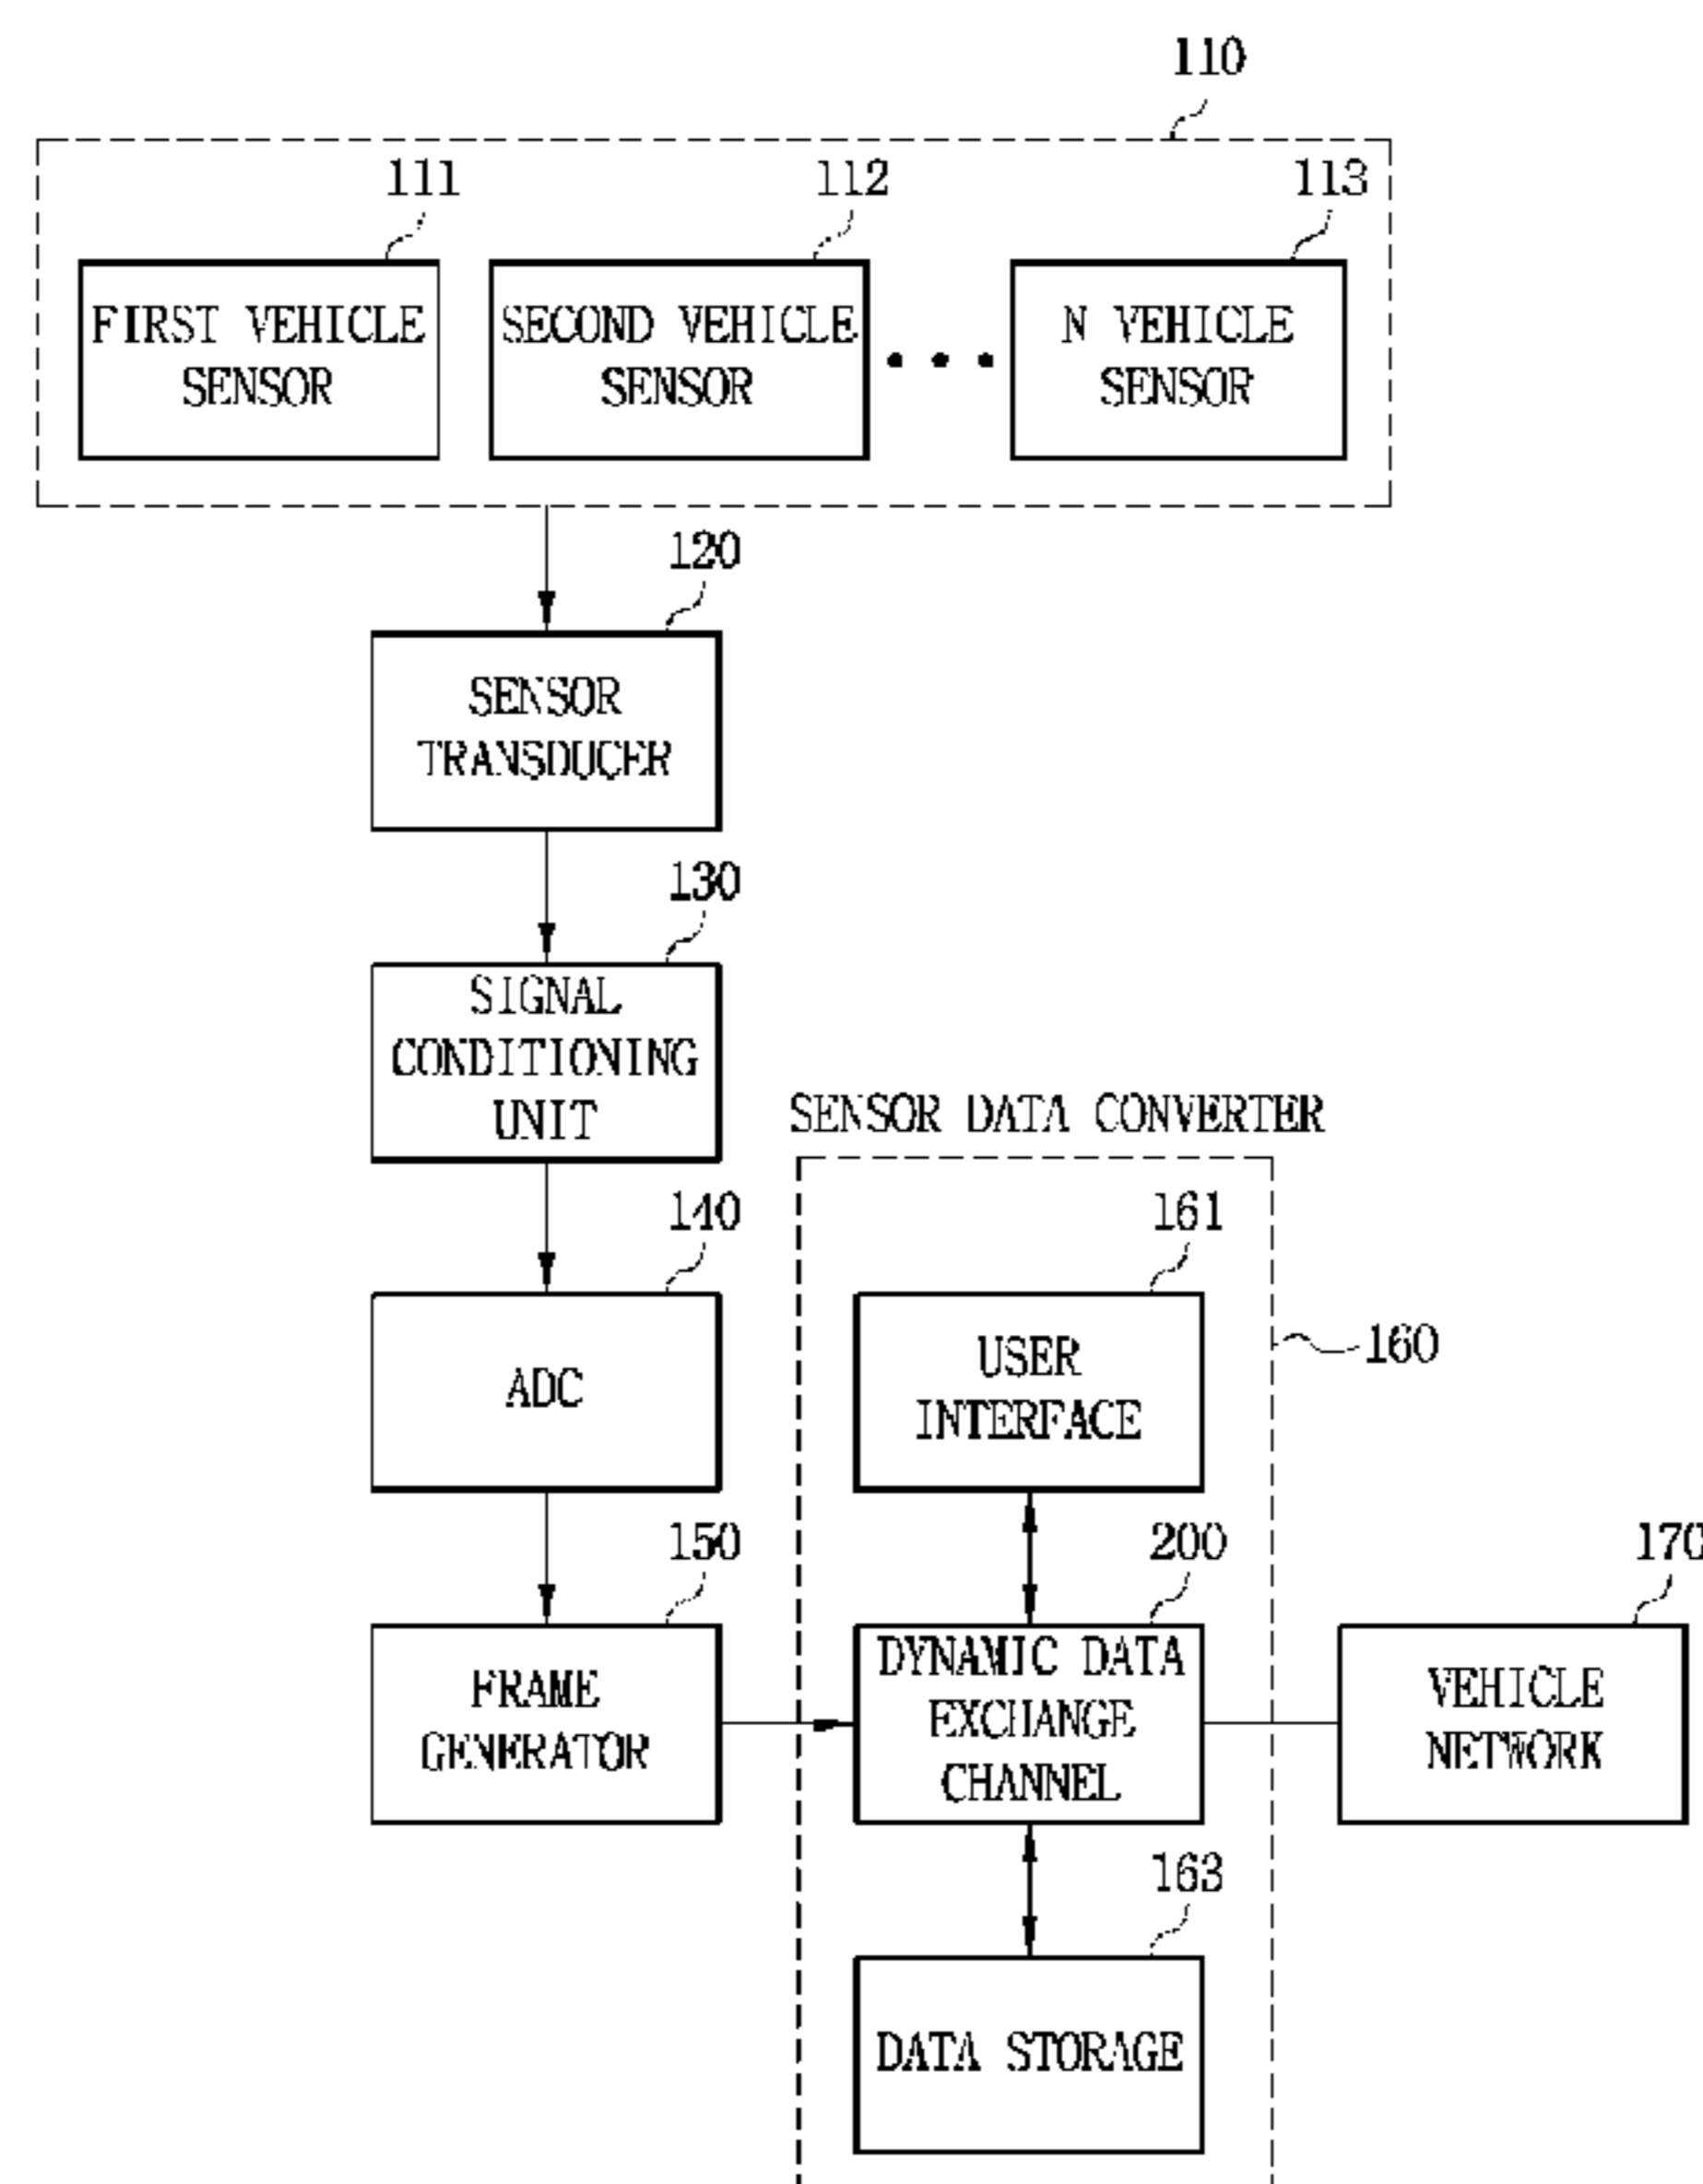 110
111
112
113
FIRST VEHICLE
SENSOR
SECOND VEHICLE
SENSOR
N VEHICLE
SENSOR
120
SENSOR
TRANSDUCER
130
SIGNAL
CONDITIONING
UNIT
140
ADC
150
FRAME
GENERATOR
SENSOR DATA CONVERTER
161
160
USER
INTERFACE
200
DYNAMIC DATA
EXCHANGE
CHANNEL
163
DATA STORAGE
170
VEHICLE
NETWORK